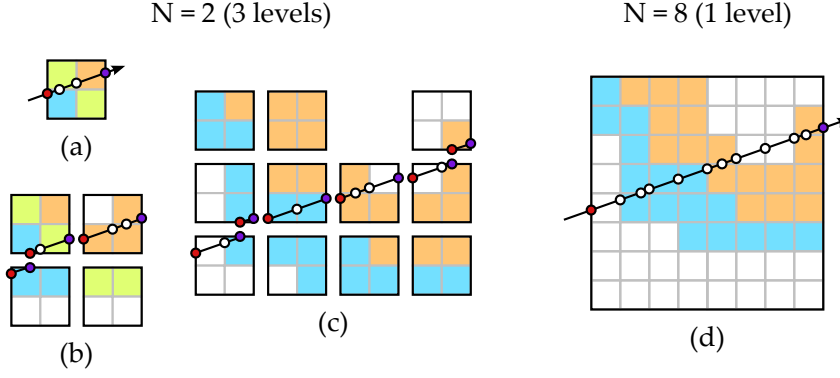 N = 2 (3 levels)
N = 8 (1 level)
(a)
(b)
(c)
(d)